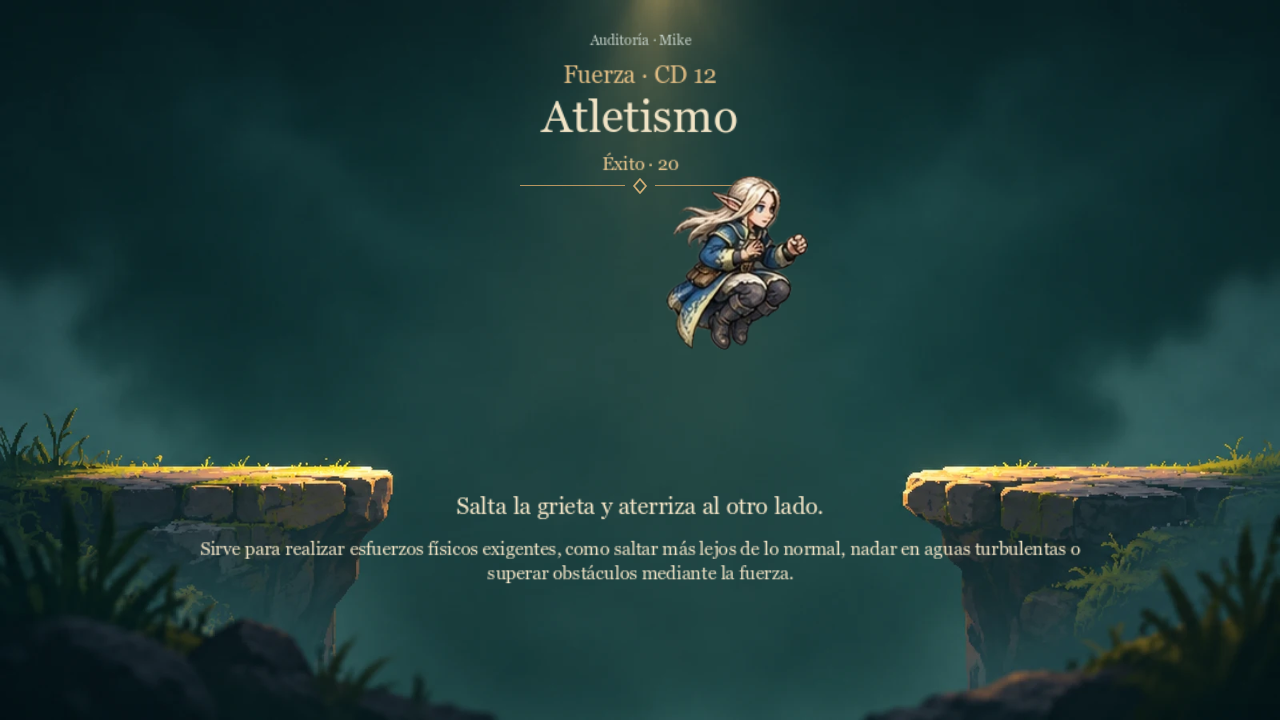 Auditoría · Mike
Fuerza · CD 12
Atletismo
Éxito · 20
Salta la grieta y aterriza al otro lado.
Sirve para realizar esfuerzos físicos exigentes, como saltar más lejos de lo normal, nadar en aguas turbulentas o
superar obstáculos mediante la fuerza.